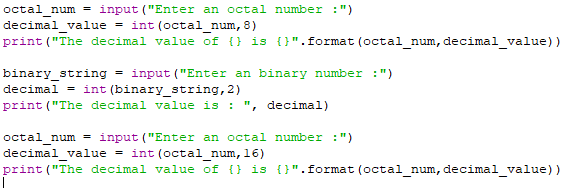 octal_num = input("Enter an octal number :")
decimal_value = int(octal_num,8)
print("The decimal value of {} is {}".format(octal_num,decimal_value))
binary_string = input("Enter an binary number :")
decimal = int(binary_string,2)
print("The decimal value is : ", decimal)
octal_num = input("Enter an octal number :")
decimal_value = int(octal_num,16)
print("The decimal value of {} is {}".format(octal_num,decimal_value))